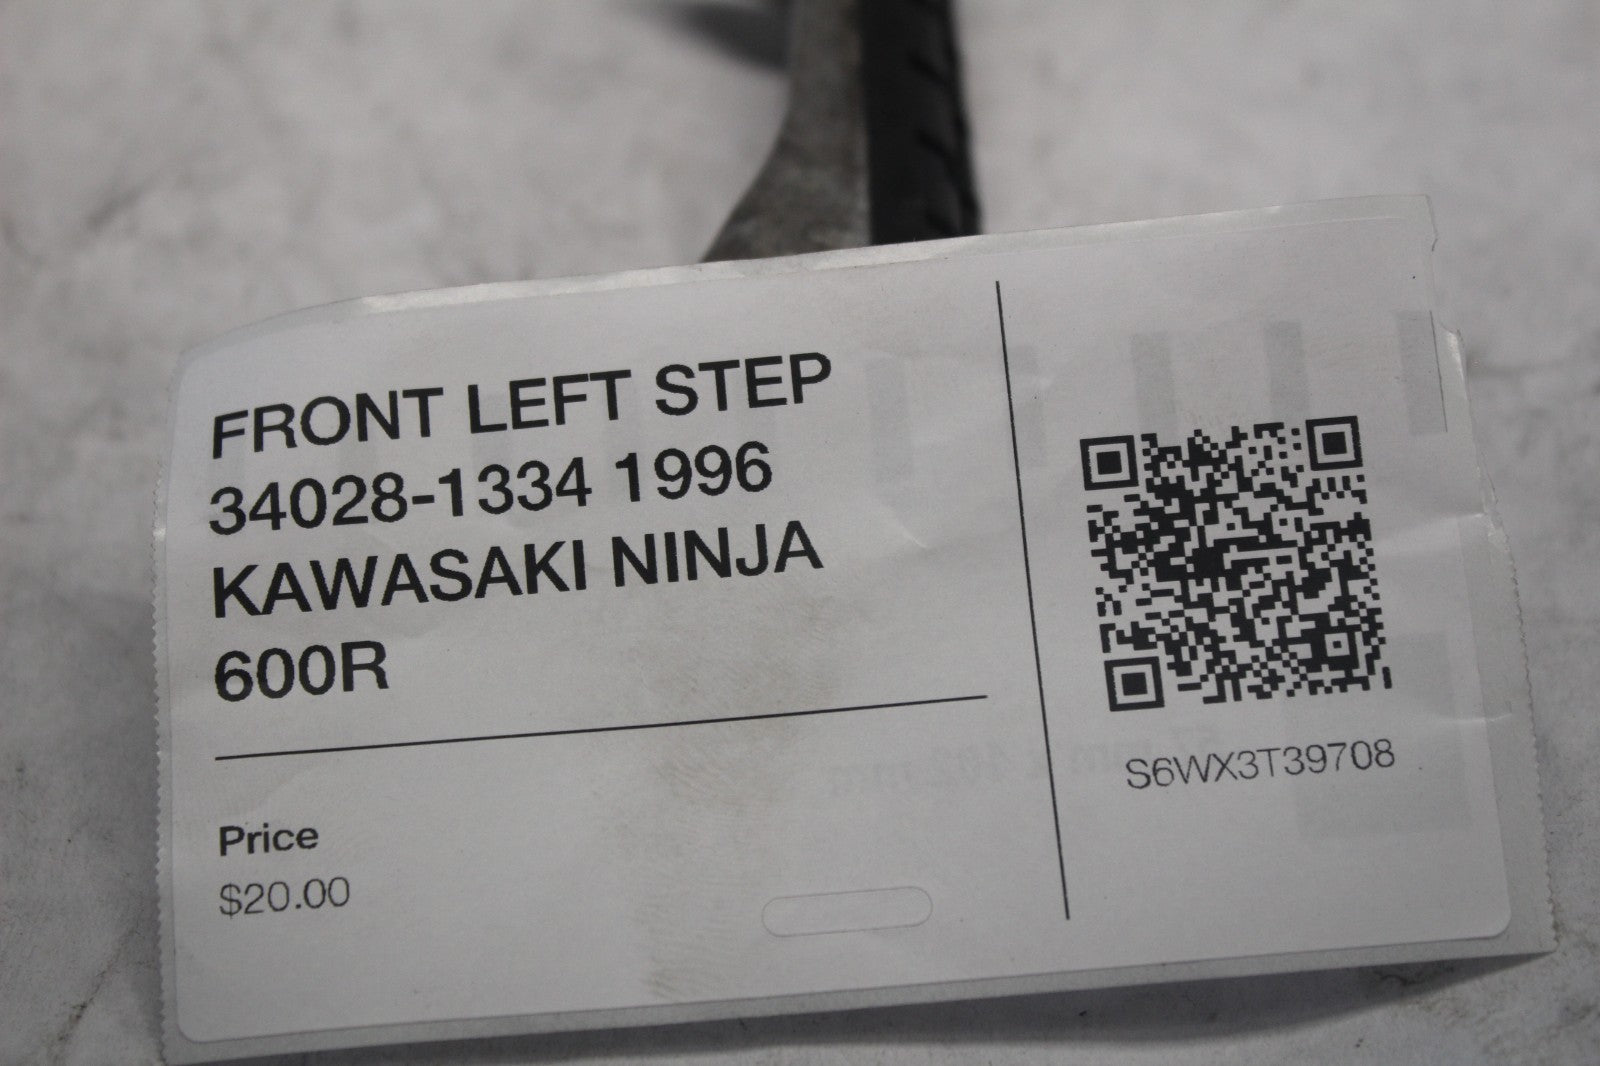 FRONT LEFT STEP
34028-1334 1996
KAWASAKI NINJA
600R
Price
$20.00
S6WX3T39708